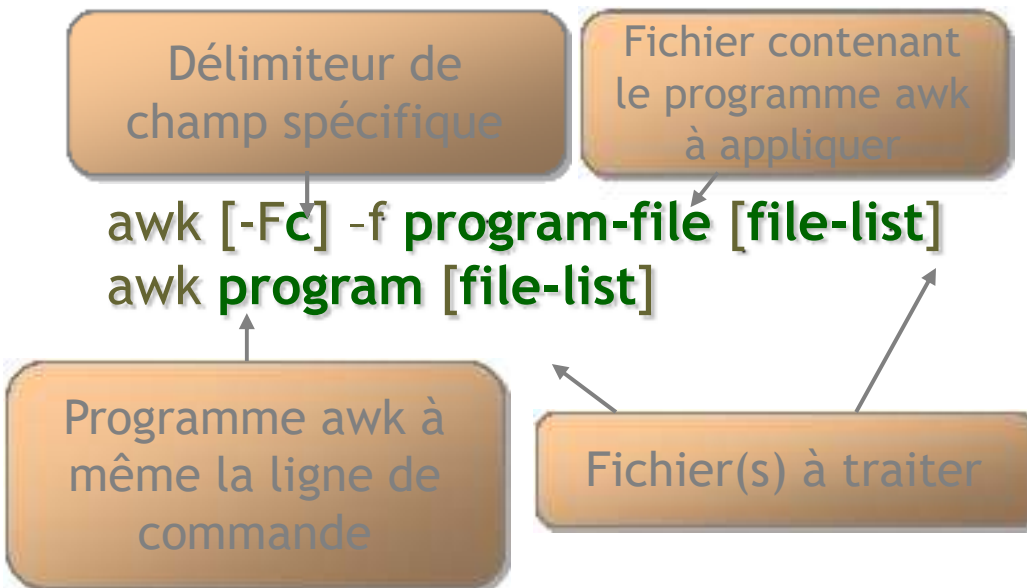 Délimiteur de
champ spécifique
Fichier contenant
le programme awk
à appliquer
awk [-Fc] –f program-file [file-list]
awk program [file-list]
Programme awk à
même la ligne de
commande
Fichier(s) à traiter